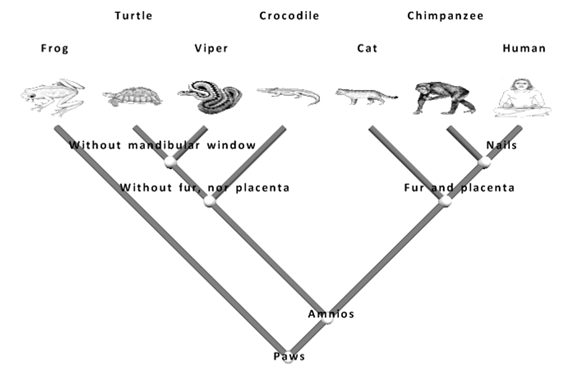 Turtle Crocodile Chimpanzee
Frog Viper Cat Human
Without mandibular window Nails
Without fur, nor placenta Fur and placenta
Amnios
Paws